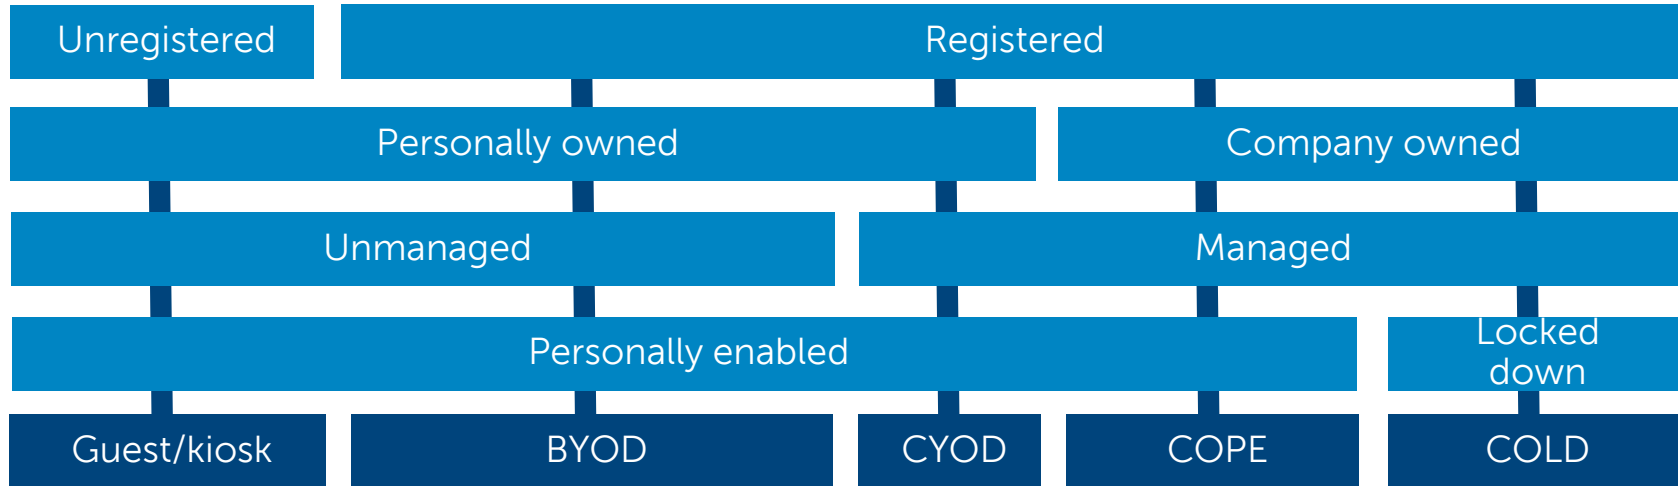 Unregistered
Registered
Personally owned
Company owned
Unmanaged
Managed
Personally enabled
Locked
down
Guest/kiosk
BYOD
CYOD
COPE
COLD